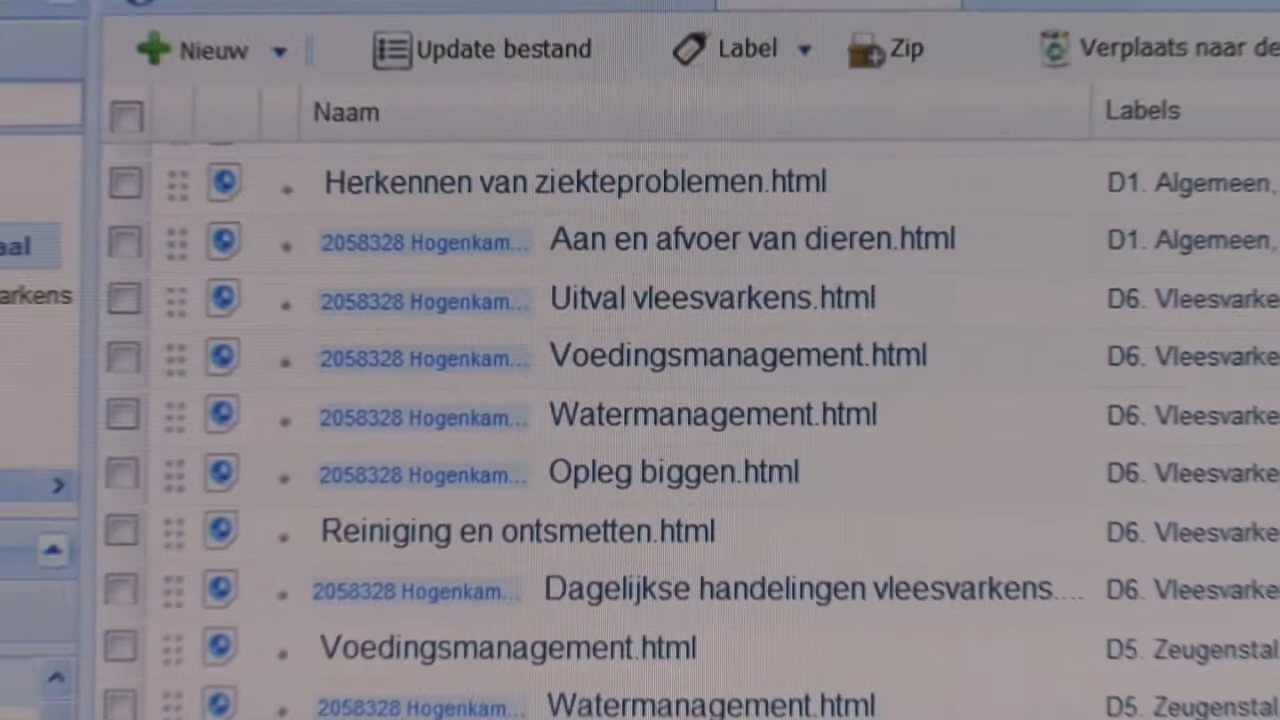 Nieuw Update bestand Label Zip Verplaats naar de
Naam Labels
Herkennen van ziekteproblemen.html D1. Algemeen,
aal 2058328 Hogenkam... Aan en afvoer van dieren.html D1. Algemeen,
arkens 2058328 Hogenkam... Uitval vleesvarkens.html D6. Vleesvarke
2058328 Hogenkam... Voedingsmanagement.html D6. Vleesvarke
2058328 Hogenkam... Watermanagement.html D6. Vleesvarke
2058328 Hogenkam... Opleg biggen.html D6. Vleesvarke
Reiniging en ontsmetten.html D6. Vleesvarke
2058328 Hogenkam... Dagelijkse handelingen vleesvarkens.... D6. Vleesvarke
Voedingsmanagement.html D5. Zeugenstal
2058328 Hogenkam... Watermanagement.html D5. Zeugenstal